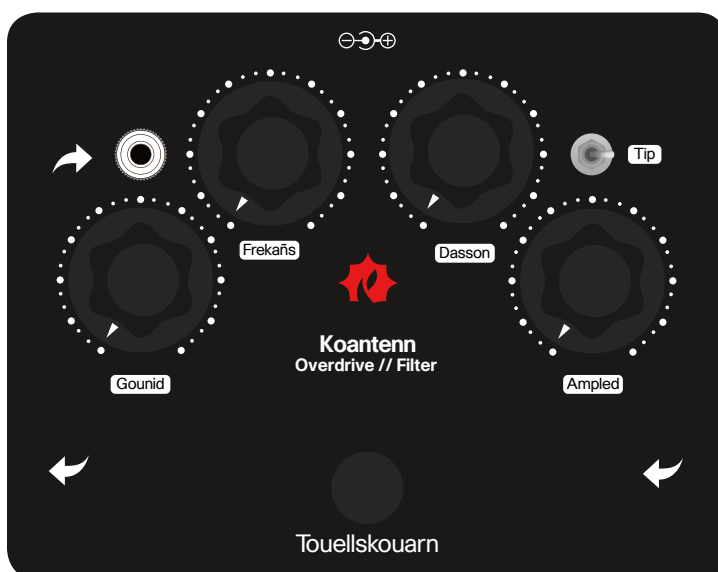 Tip
Frekañs
Dasson
Koantenn
Overdrive // Filter
Gounid
Ampled
Touellskouarn